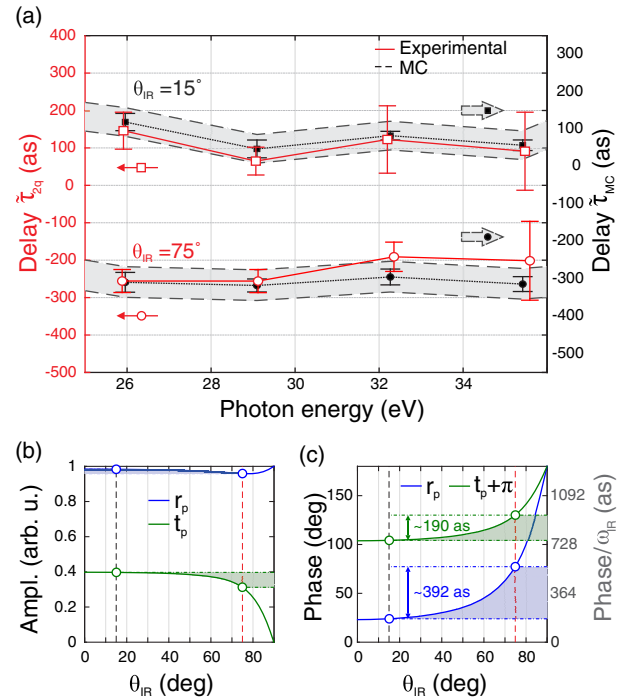 (a)
400
300
200
100
0
-100
-200
-300
-400
-500
Delay τ̃2q (as)
θIR=15°
θIR=75°
Experimental
MC
300
200
100
0
-100
-200
-300
-400
-500
Delay τ̃MC (as)
26 28 30 32 34
Photon energy (eV)
(b)
1
0.8
0.6
0.4
0.2
0
Ampl. (arb. u.)
rp
tp
0 20 40 60 80
θIR (deg)
(c)
150
100
50
0
Phase (deg)
rp tp+π
~190 as
~392 as
1092
728
364
0
Phase/ωIR (as)
0 20 40 60 80
θIR (deg)